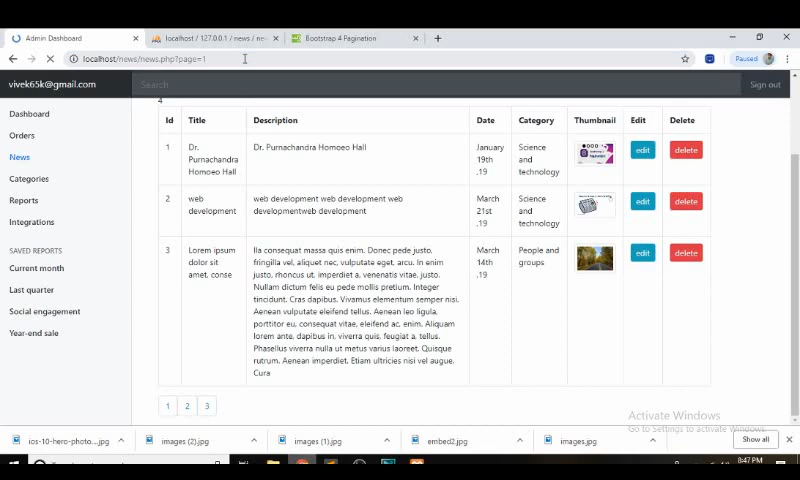 Admin Dashboard
localhost / 127.0.0.1 / news / ne
Bootstrap 4 Pagination
localhost/news/news.php?page=1
Paused
vivek65k@gmail.com
Search
Sign out
Dashboard
Orders
News
Categories
Reports
Integrations
SAVED REPORTS
Current month
Last quarter
Social engagement
Year-end sale
4
Id Title Description Date Category Thumbnail Edit Delete
1
Dr.
Purnachandra
Homoeo Hall
Dr. Purnachandra Homoeo Hall
January
19th
,19
Science
and
technology
edit
delete
2
web
development
web development web development web
developmentweb development
March
21st
,19
Science
and
technology
edit
delete
3
Lorem ipsum
dolor sit
amet, conse
lla consequat massa quis enim. Donec pede justo,
fringilla vel, aliquet nec, vulputate eget, arcu. In enim
justo, rhoncus ut, imperdiet a, venenatis vitae, justo.
Nullam dictum felis eu pede mollis pretium. Integer
tincidunt. Cras dapibus. Vivamus elementum semper nisi.
Aenean vulputate eleifend tellus. Aenean leo ligula,
porttitor eu, consequat vitae, eleifend ac, enim. Aliquam
lorem ante, dapibus in, viverra quis, feugiat a, tellus.
Phasellus viverra nulla ut metus varius laoreet. Quisque
rutrum. Aenean imperdiet. Etiam ultricies nisi vel augue.
Cura
March
14th
,19
People and
groups
edit
delete
1 2 3
Activate Windows
Go to Settings to activate Windows.
ios-10-hero-photo....jpg
images (2).jpg
images (1).jpg
embed2.jpg
images.jpg
Show all
8:47 PM